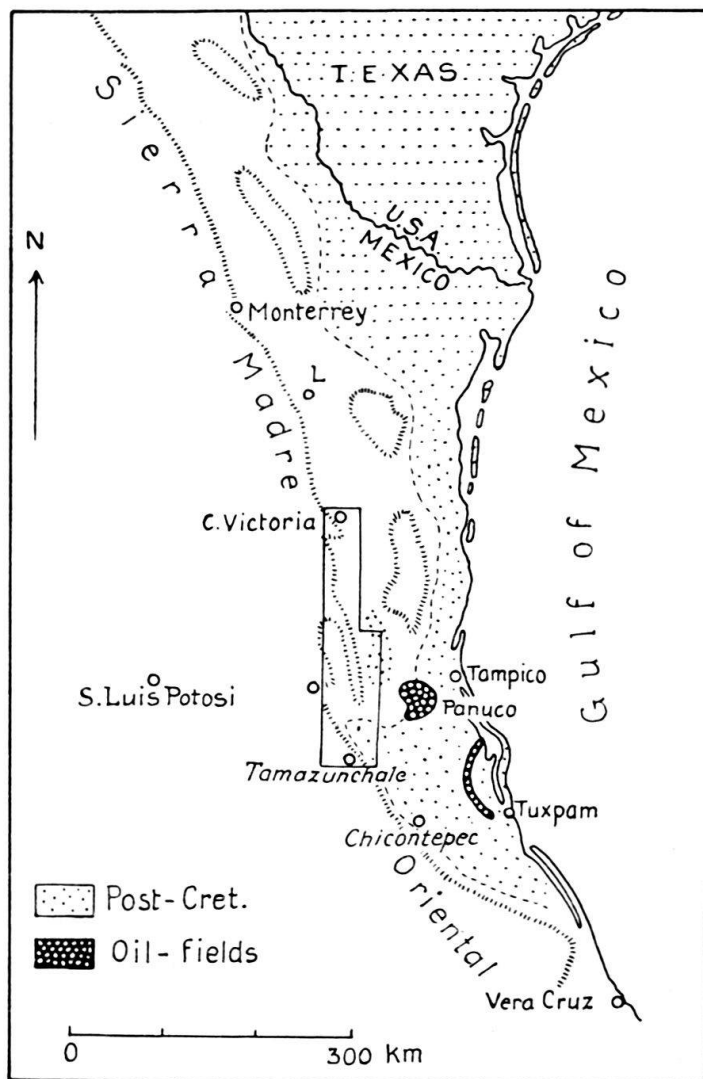 TEXAS
Sierra Madre Oriental
U.S.A.
MEXICO
N
Monterrey
L
Gulf of Mexico
C. Victoria
S. Luis Potosi
Tampico
Panuco
Tamazunchale
Tuxpam
Chicontepec
Post-Cret.
Oil-fields
Vera Cruz
0 300 km